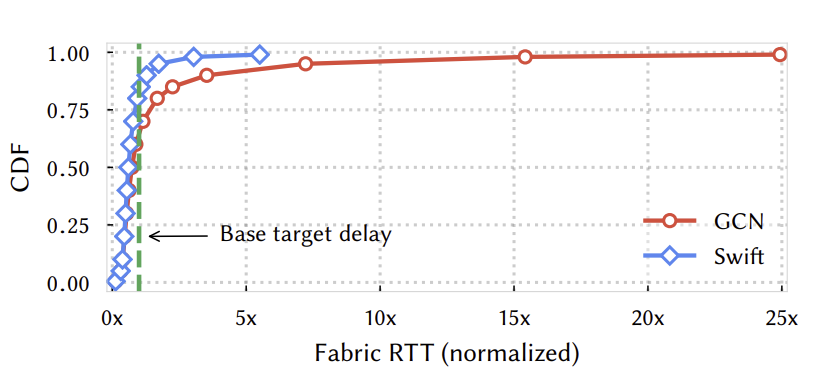 1.00
0.75
0.50
0.25
0.00
CDF
Base target delay
GCN
Swift
0x 5x 10x 15x 20x 25x
Fabric RTT (normalized)